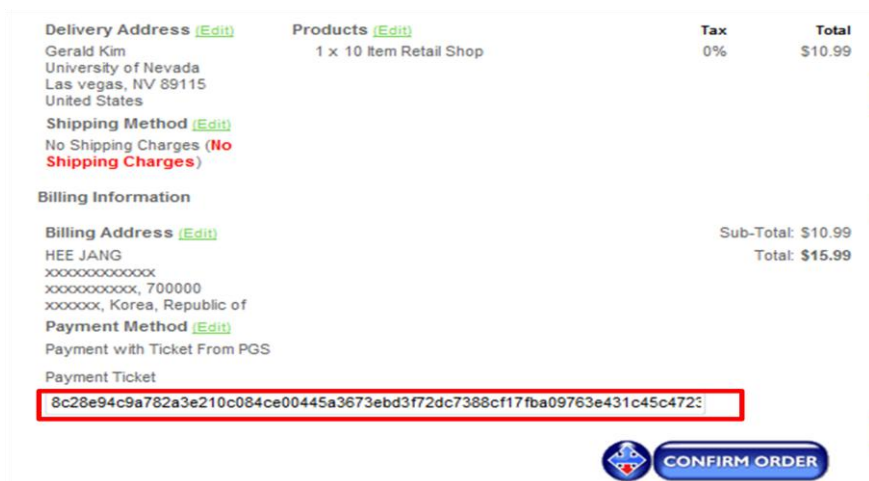 Delivery Address (Edit)
Gerald Kim
University of Nevada
Las vegas, NV 89115
United States
Shipping Method (Edit)
No Shipping Charges (No
Shipping Charges)
Products (Edit) Tax Total
1 x 10 Item Retail Shop 0% $10.99
Billing Information
Billing Address (Edit)
HEE JANG
xxxxxxxxxxxx
xxxxxxxxxx, 700000
xxxxxx, Korea, Republic of
Payment Method (Edit)
Payment with Ticket From PGS
Sub-Total: $10.99
Total: $15.99
Payment Ticket
8c28e94c9a782a3e210c084ce00445a3673ebd3f72dc7388cf17fba09763e431c45c4723
CONFIRM ORDER